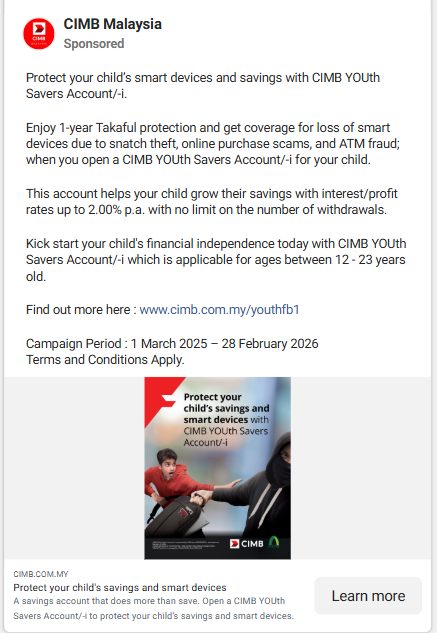 CIMB Malaysia
Sponsored
Protect your child's smart devices and savings with CIMB YOUth
Savers Account/-i.
Enjoy 1-year Takaful protection and get coverage for loss of smart
devices due to snatch theft, online purchase scams, and ATM fraud;
when you open a CIMB YOUth Savers Account/-i for your child.
This account helps your child grow their savings with interest/profit
rates up to 2.00% p.a. with no limit on the number of withdrawals.
Kick start your child's financial independence today with CIMB YOUth
Savers Account/-i which is applicable for ages between 12 - 23 years
old.
Find out more here : www.cimb.com.my/youthfb1
Campaign Period : 1 March 2025 – 28 February 2026
Terms and Conditions Apply.
Protect your
child's savings and
smart devices with
CIMB YOUth Savers
Account/-i
CIMB
CIMB.COM.MY
Protect your child's savings and smart devices
A savings account that does more than save. Open a CIMB YOUth
Savers Account/-i to protect your child's savings and smart devices.
Learn more